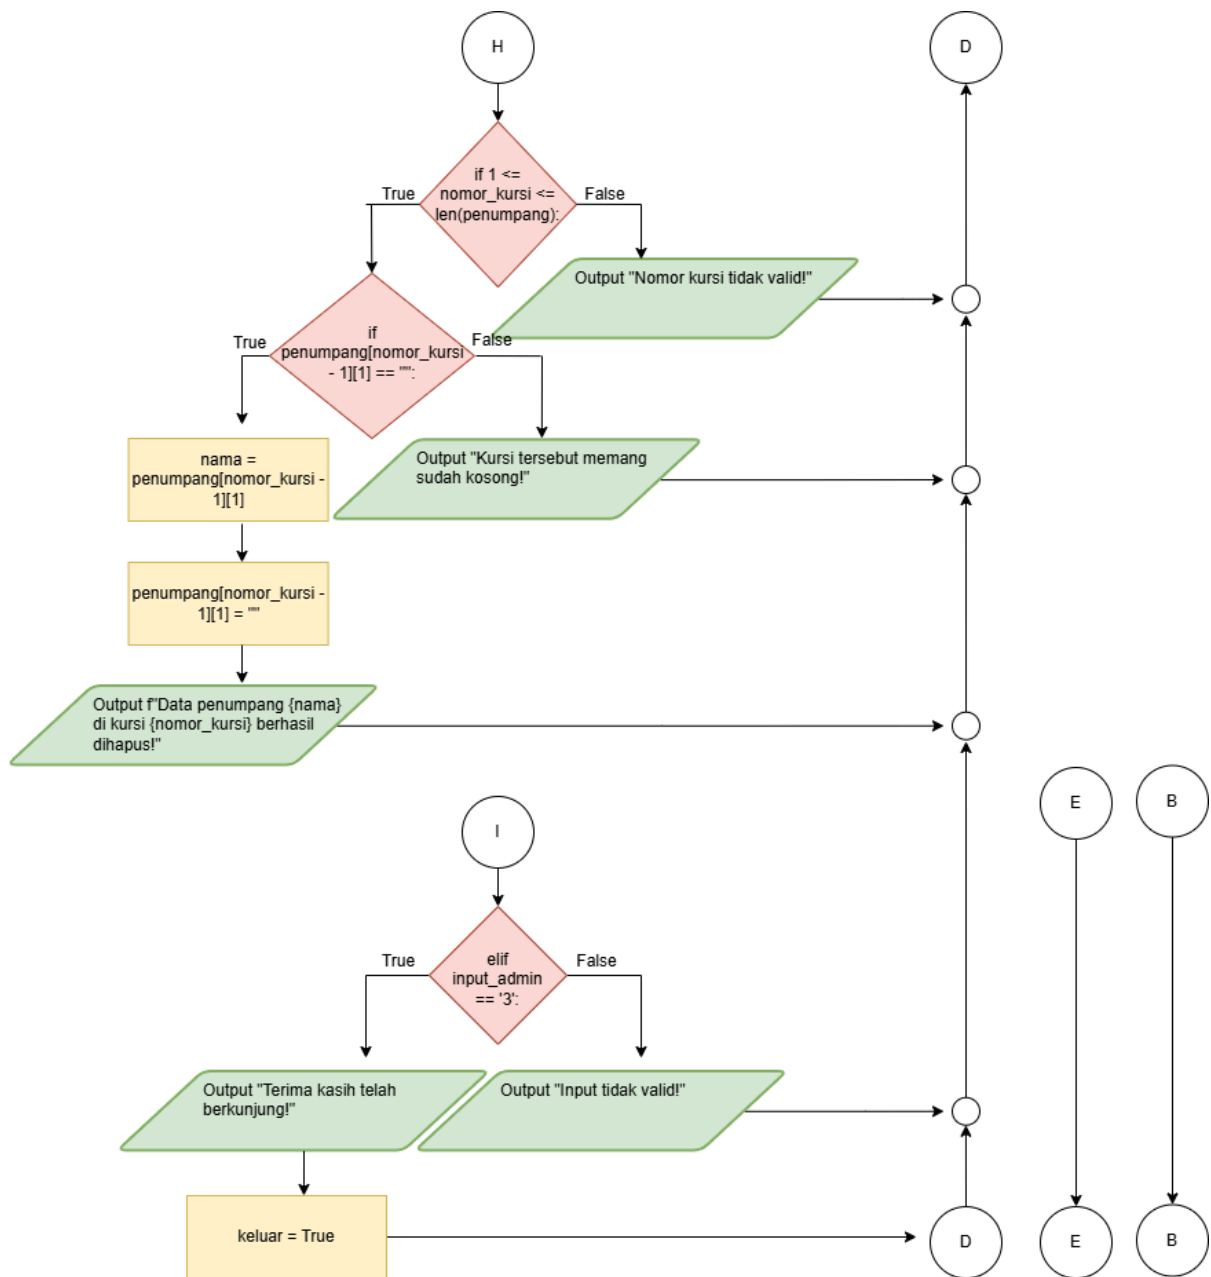 H
D
if 1 <=
nomor_kursi <=
len(penumpang):
True
False
Output "Nomor kursi tidak valid!"
if
penumpang[nomor_kursi
- 1][1] == "":
True
False
nama =
penumpang[nomor_kursi -
1][1]
Output "Kursi tersebut memang
sudah kosong!"
penumpang[nomor_kursi -
1][1] = ""
Output f"Data penumpang {nama}
di kursi {nomor_kursi} berhasil
dihapus!"
E
B
I
elif
input_admin
== '3':
True
False
Output "Terima kasih telah
berkunjung!"
Output "Input tidak valid!"
keluar = True
D
E
B